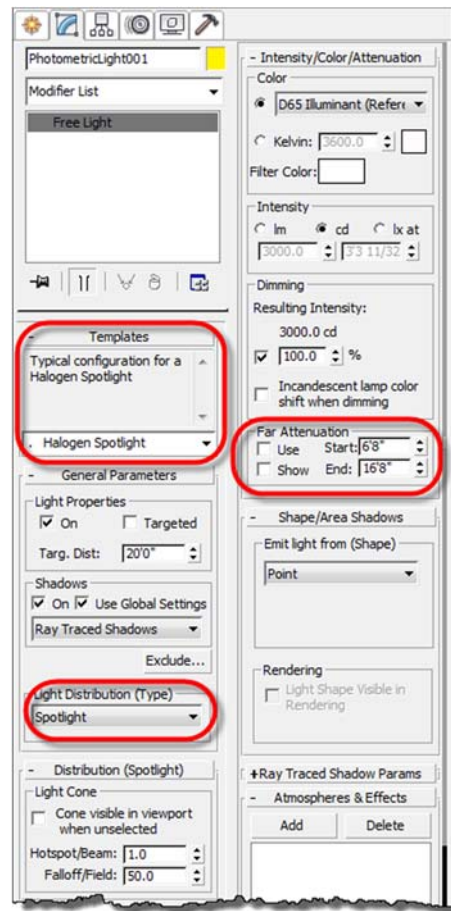 PhotometricLight001
Modifier List
Free Light
- Templates
Typical configuration for a
Halogen Spotlight
. Halogen Spotlight
- General Parameters
Light Properties
On
Targeted
Targ. Dist: 20'0"
Shadows
On Use Global Settings
Ray Traced Shadows
Exclude...
Light Distribution (Type)
Spotlight
- Distribution (Spotlight)
Light Cone
Cone visible in viewport
when unselected
Hotspot/Beam: 1.0
Falloff/Field: 50.0
- Intensity/Color/Attenuation
Color
D65 Illuminant (Refere
Kelvin: 3600.0
Filter Color:
Intensity
lm cd lx at
3000.0 3'3 11/32
Dimming
Resulting Intensity:
3000.0 cd
100.0 %
Incandescent lamp color
shift when dimming
Far Attenuation
Use Start: 6'8"
Show End: 16'8"
- Shape/Area Shadows
Emit light from (Shape)
Point
Rendering
Light Shape Visible in
Rendering
+Ray Traced Shadow Params
- Atmospheres & Effects
Add Delete